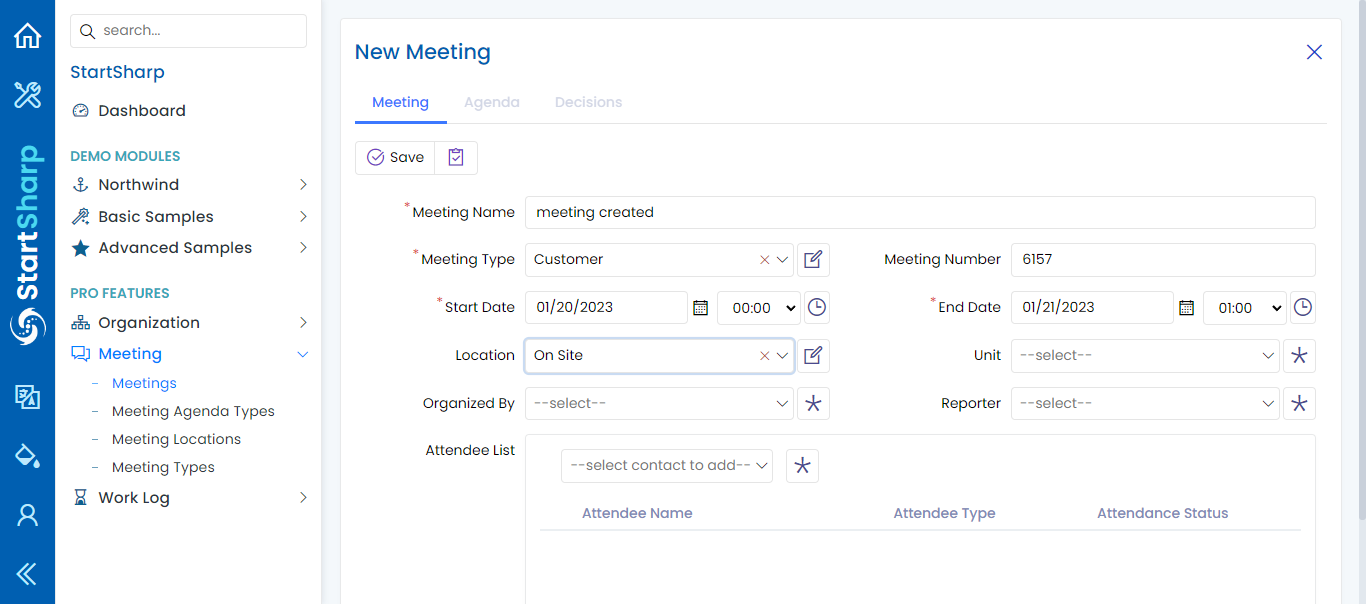 search...
StartSharp
Dashboard
DEMO MODULES
Northwind
Basic Samples
Advanced Samples
PRO FEATURES
Organization
Meeting
Meetings
Meeting Agenda Types
Meeting Locations
Meeting Types
Work Log
StartSharp
New Meeting
Meeting Agenda Decisions
Save
*Meeting Name meeting created
*Meeting Type Customer Meeting Number 6157
*Start Date 01/20/2023 00:00 *End Date 01/21/2023 01:00
Location On Site Unit --select--
Organized By --select-- Reporter --select--
Attendee List
--select contact to add--
Attendee Name Attendee Type Attendance Status